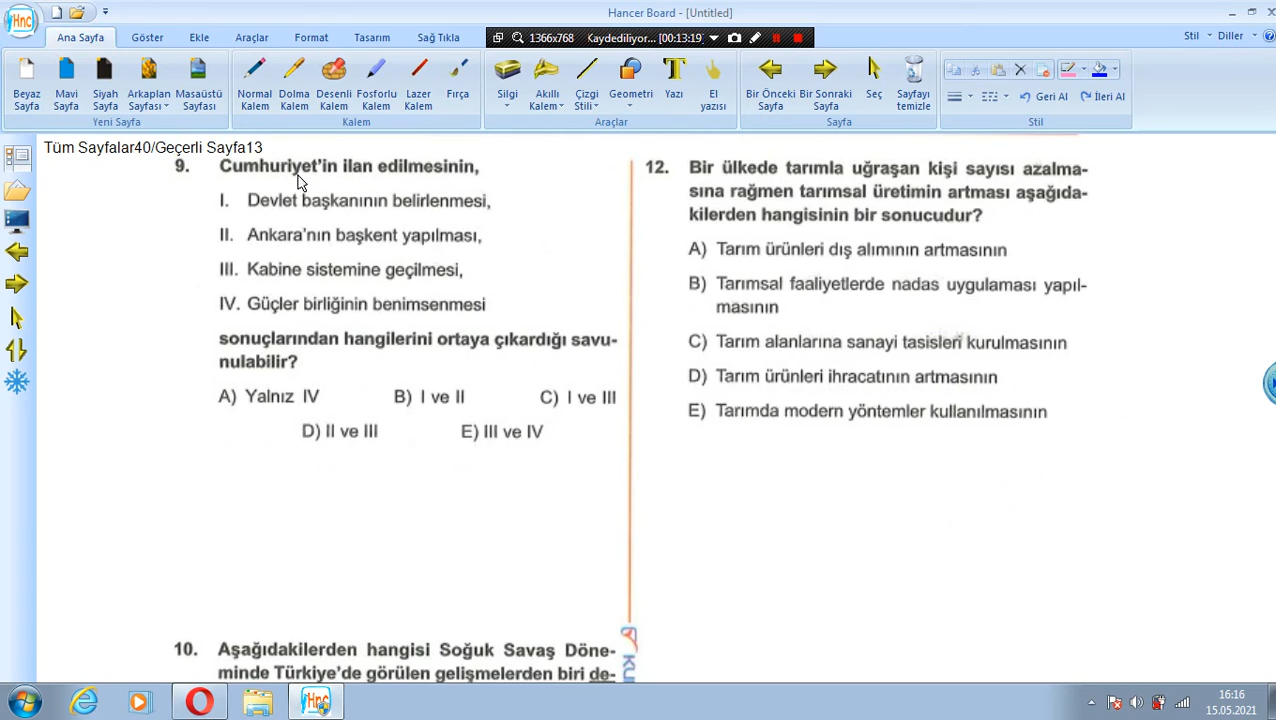 Hancer Board - [Untitled]
Ana Sayfa Göster Ekle Araçlar Format Tasarım Sağ Tıkla
1366x768 Kaydediliyor... [00:13:19]
Stil Diller
Beyaz Sayfa
Mavi Sayfa
Siyah Sayfa
Arkaplan Sayfası
Masaüstü Sayfası
Yeni Sayfa
Normal Kalem
Dolma Kalem
Desenli Kalem
Fosforlu Kalem
Lazer Kalem
Fırça
Kalem
Silgi
Akıllı Kalem
Çizgi Stili
Geometri
Yazı
El yazısı
Araçlar
Bir Önceki Sayfa
Bir Sonraki Sayfa
Seç
Sayfayı temizle
Sayfa
Geri Al İleri Al
Stil
Tüm Sayfalar40/Geçerli Sayfa13
9. Cumhuriyet'in ilan edilmesinin,
I. Devlet başkanının belirlenmesi,
II. Ankara'nın başkent yapılması,
III. Kabine sistemine geçilmesi,
IV. Güçler birliğinin benimsenmesi
sonuçlarından hangilerini ortaya çıkardığı savu-
nulabilir?
A) Yalnız IV B) I ve II C) I ve III
D) II ve III E) III ve IV
10. Aşağıdakilerden hangisi Soğuk Savaş Döne-
minde Türkiye'de görülen gelişmelerden biri de-
12. Bir ülkede tarımla uğraşan kişi sayısı azalma-
sına rağmen tarımsal üretimin artması aşağıda-
kilerden hangisinin bir sonucudur?
A) Tarım ürünleri dış alımının artmasının
B) Tarımsal faaliyetlerde nadas uygulaması yapıl-
masının
C) Tarım alanlarına sanayi tasisleri kurulmasının
D) Tarım ürünleri ihracatının artmasının
E) Tarımda modern yöntemler kullanılmasının
KU
16:16
15.05.2021